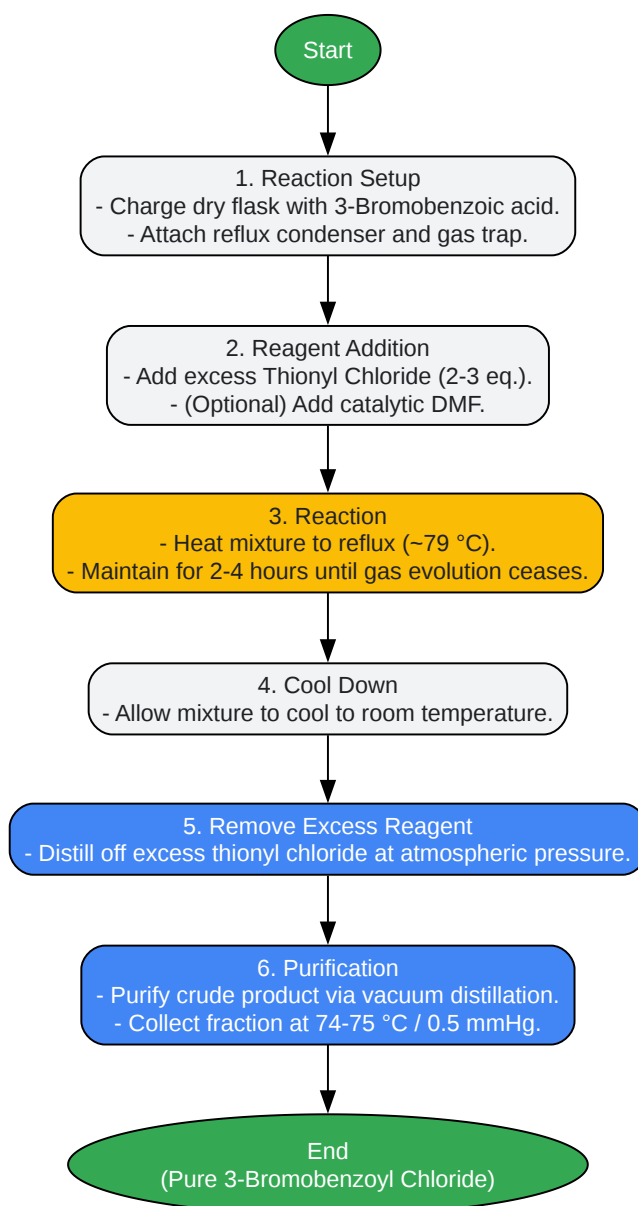 Start
1. Reaction Setup
- Charge dry flask with 3-Bromobenzoic acid.
- Attach reflux condenser and gas trap.
2. Reagent Addition
- Add excess Thionyl Chloride (2-3 eq.).
- (Optional) Add catalytic DMF.
3. Reaction
- Heat mixture to reflux (~79 °C).
- Maintain for 2-4 hours until gas evolution ceases.
4. Cool Down
- Allow mixture to cool to room temperature.
5. Remove Excess Reagent
- Distill off excess thionyl chloride at atmospheric pressure.
6. Purification
- Purify crude product via vacuum distillation.
- Collect fraction at 74-75 °C / 0.5 mmHg.
End
(Pure 3-Bromobenzoyl Chloride)